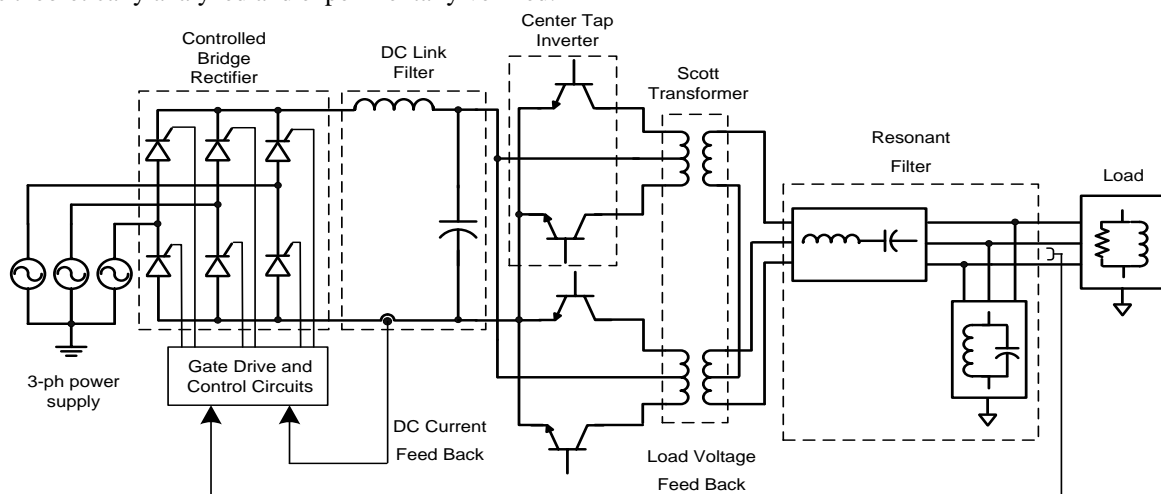 Center Tap
Inverter
Controlled
Bridge
Rectifier
DC Link
Filter
Scott
Transformer
Resonant
Filter
Load
3-ph power
supply
Gate Drive and
Control Circuits
DC Current
Feed Back
Load Voltage
Feed Back